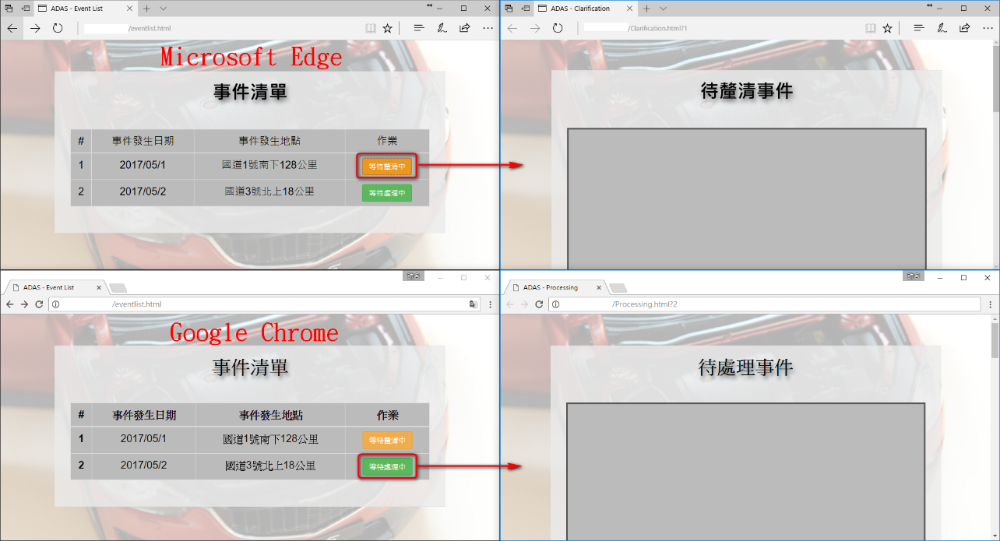 ADAS - Event List
/eventlist.html
Microsoft Edge
事件清單
# 事件發生日期 事件發生地點 作業
1 2017/05/1 國道1號南下128公里 等待釐清中
2 2017/05/2 國道3號北上18公里 等待處理中
ADAS - Clarification
/Clarification.html?1
待釐清事件
ADAS - Event List
/eventlist.html
Google Chrome
事件清單
# 事件發生日期 事件發生地點 作業
1 2017/05/1 國道1號南下128公里 等待釐清中
2 2017/05/2 國道3號北上18公里 等待處理中
ADAS - Processing
/Processing.html?2
待處理事件